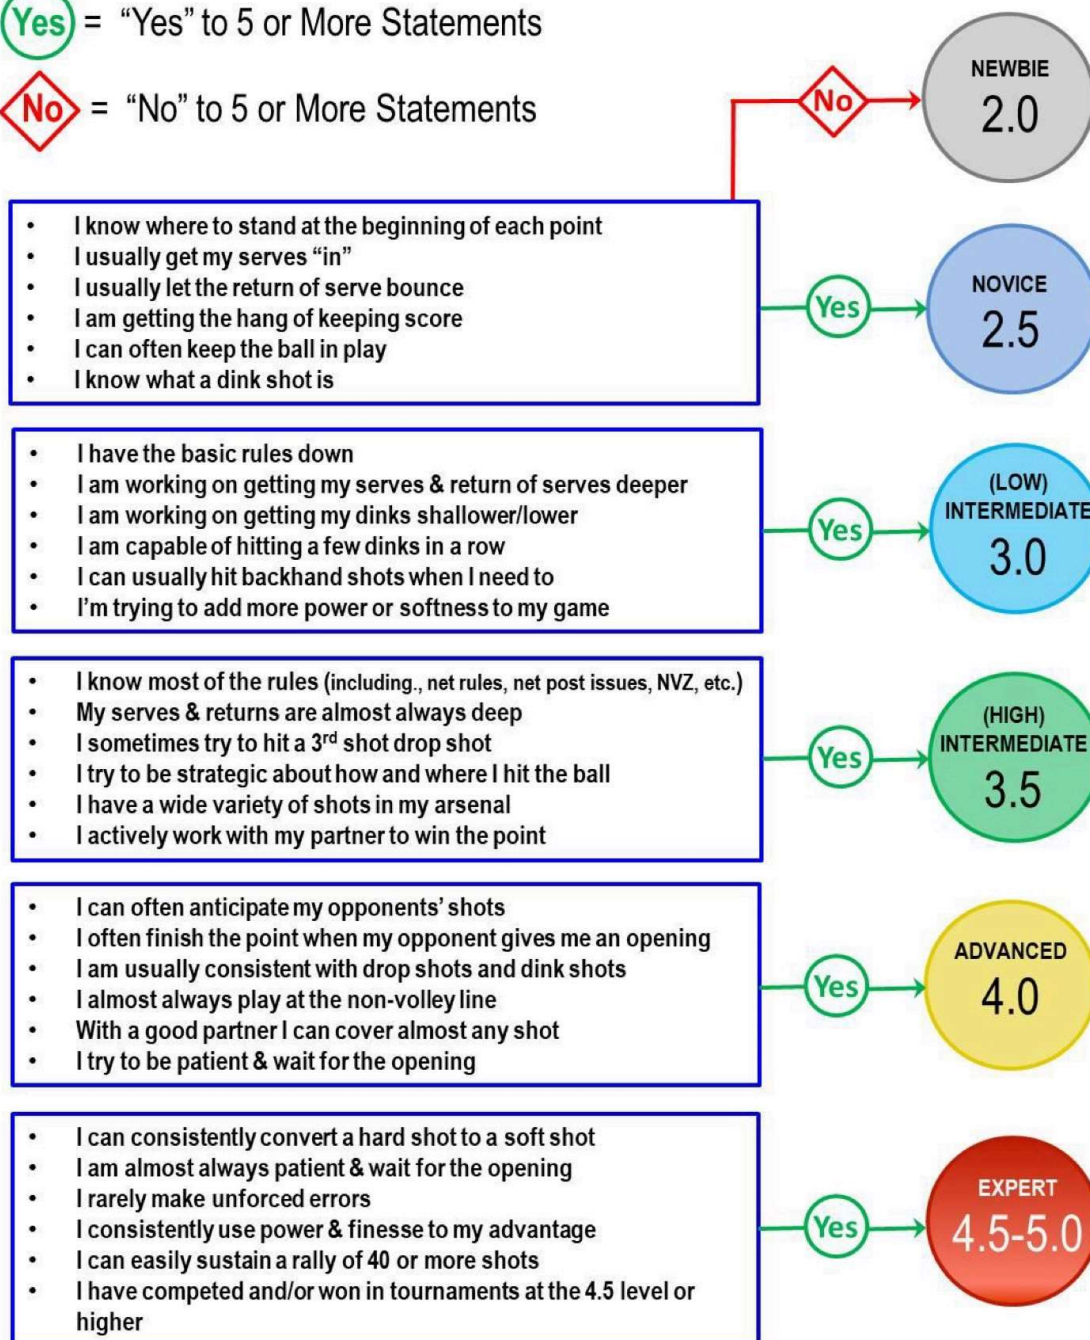 Yes = “Yes” to 5 or More Statements
No = “No” to 5 or More Statements
No
NEWBIE
2.0
• I know where to stand at the beginning of each point
• I usually get my serves “in”
• I usually let the return of serve bounce
• I am getting the hang of keeping score
• I can often keep the ball in play
• I know what a dink shot is
Yes
NOVICE
2.5
• I have the basic rules down
• I am working on getting my serves & return of serves deeper
• I am working on getting my dinks shallower/lower
• I am capable of hitting a few dinks in a row
• I can usually hit backhand shots when I need to
• I’m trying to add more power or softness to my game
Yes
(LOW)
INTERMEDIATE
3.0
• I know most of the rules (including., net rules, net post issues, NVZ, etc.)
• My serves & returns are almost always deep
• I sometimes try to hit a 3rd shot drop shot
• I try to be strategic about how and where I hit the ball
• I have a wide variety of shots in my arsenal
• I actively work with my partner to win the point
Yes
(HIGH)
INTERMEDIATE
3.5
• I can often anticipate my opponents’ shots
• I often finish the point when my opponent gives me an opening
• I am usually consistent with drop shots and dink shots
• I almost always play at the non-volley line
• With a good partner I can cover almost any shot
• I try to be patient & wait for the opening
Yes
ADVANCED
4.0
• I can consistently convert a hard shot to a soft shot
• I am almost always patient & wait for the opening
• I rarely make unforced errors
• I consistently use power & finesse to my advantage
• I can easily sustain a rally of 40 or more shots
• I have competed and/or won in tournaments at the 4.5 level or
higher
Yes
EXPERT
4.5-5.0